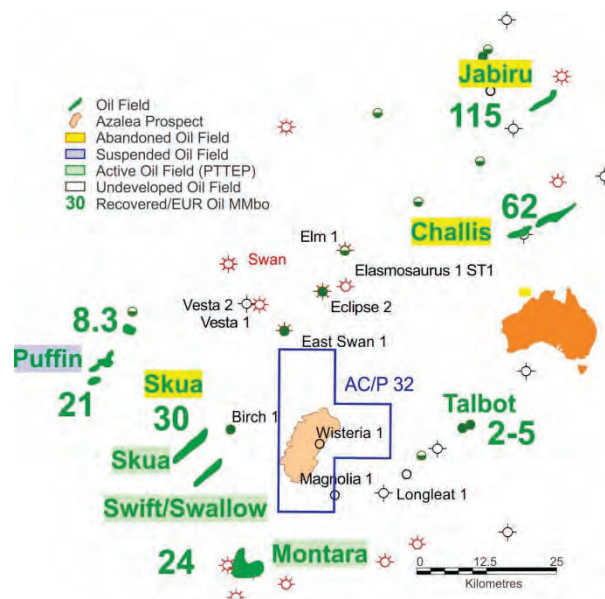 Jabiru
115
Oil Field
Azalea Prospect
Abandoned Oil Field
Suspended Oil Field
Active Oil Field (PTTEP)
Undeveloped Oil Field
30 Recovered/EUR Oil MMbo
62
Challis
Elm 1
Swan
Elasmosaurus 1 ST1
Vesta 2
Eclipse 2
Vesta 1
8.3
East Swan 1
Puffin
Skua
AC/P 32
21
30
Birch 1
Talbot
2-5
Wisteria 1
Skua
Magnolia 1
Longleat 1
Swift/Swallow
24
Montara
0 12.5 25
Kilometres